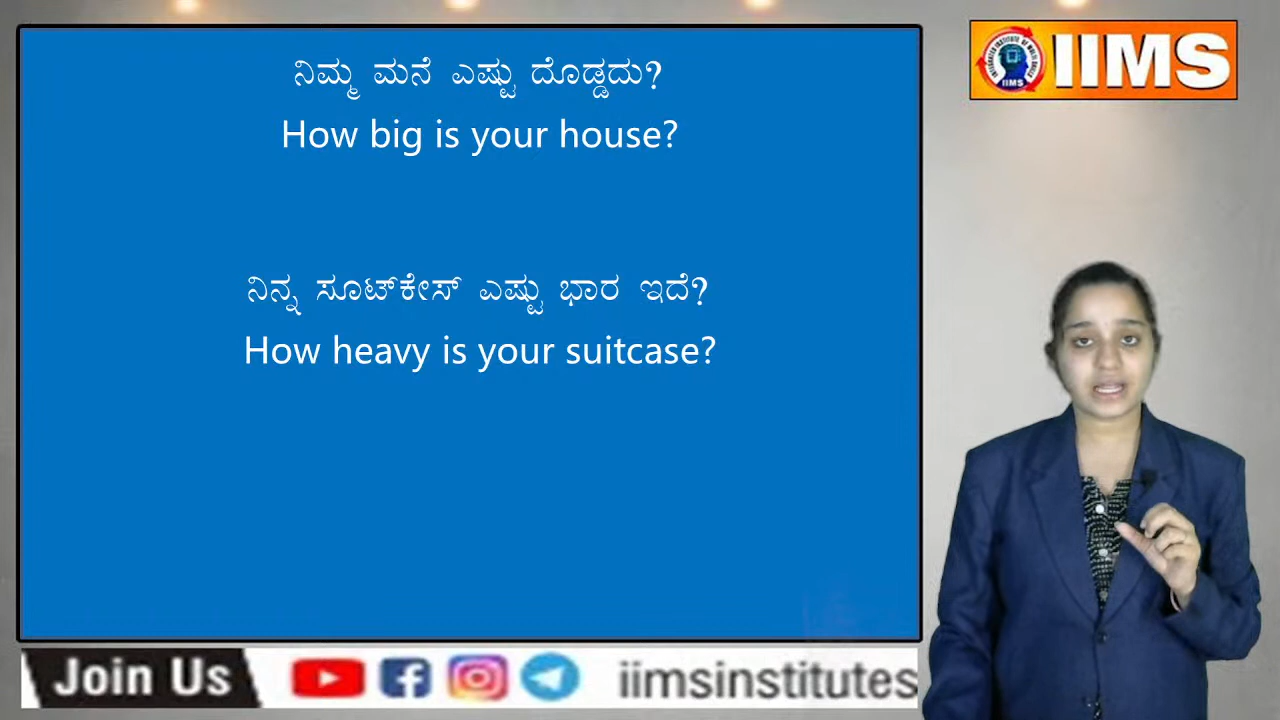 ನಿಮ್ಮ ಮನೆ ಎಷ್ಟು ದೊಡ್ಡದು?
How big is your house?
ನಿನ್ನ ಸೂಟ್‌ಕೇಸ್ ಎಷ್ಟು ಭಾರ ಇದೆ?
How heavy is your suitcase?
IIMS
IIMS
Join Us
iimsinstitutes